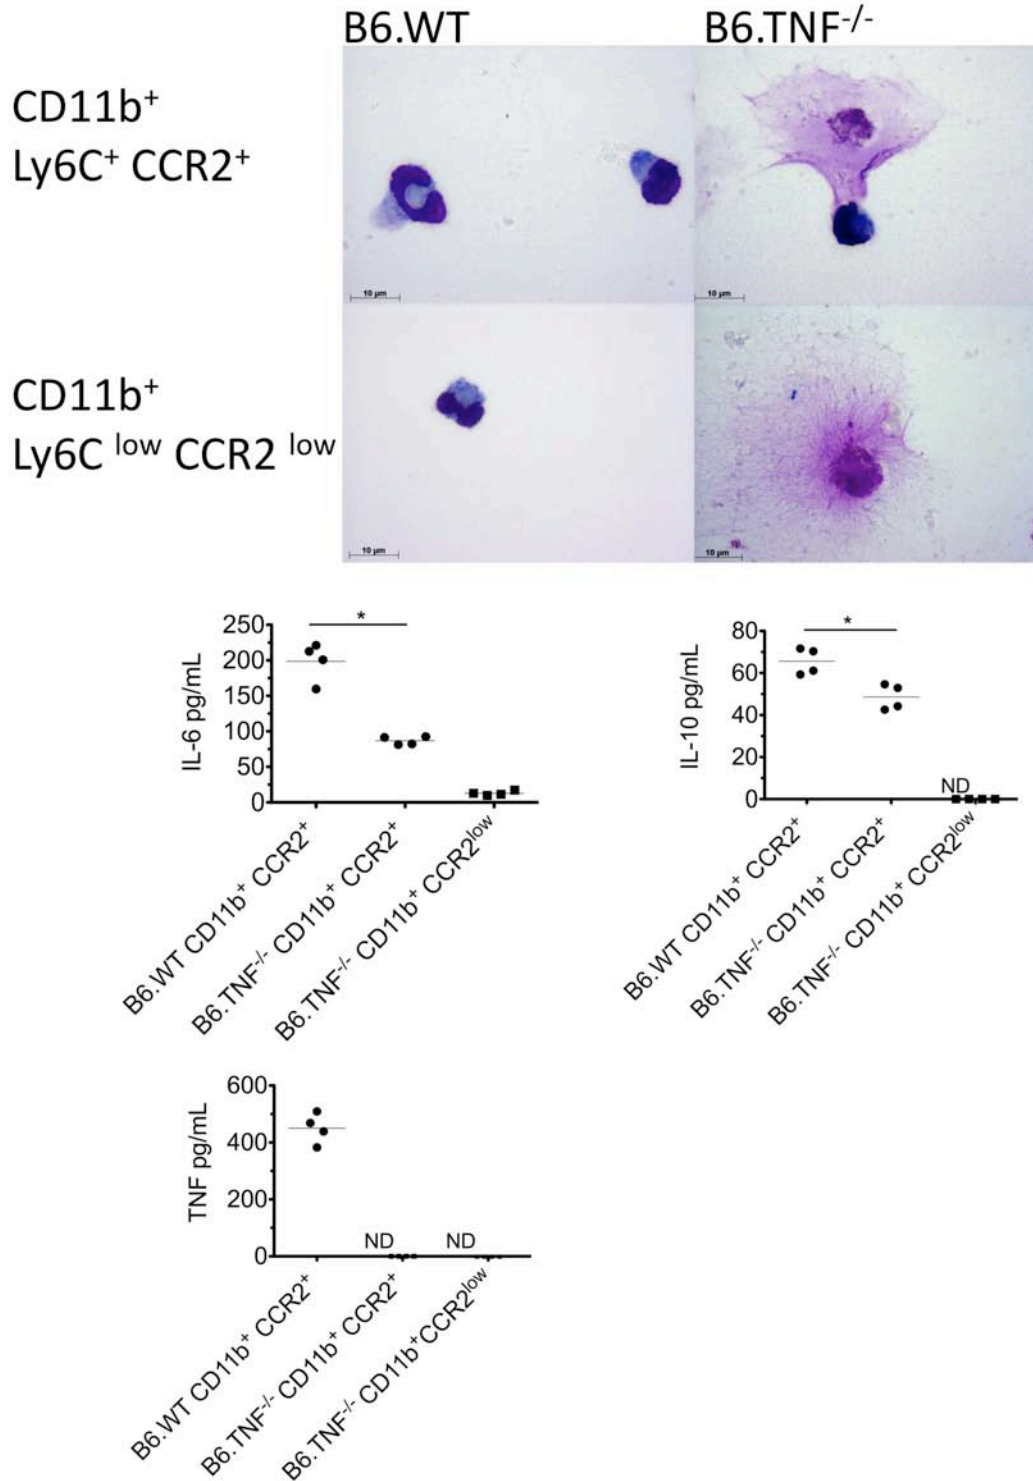 B6.WT B6.TNF-/-
CD11b+
Ly6C+ CCR2+
10 µm 10 µm
CD11b+
Ly6C low CCR2 low
10 µm 10 µm
*
250
200
150
100
50
0
IL-6 pg/mL
B6.WT CD11b+ CCR2+
B6.TNF-/- CD11b+ CCR2+
B6.TNF-/- CD11b+ CCR2low
*
80
60
40
20
0
IL-10 pg/mL
ND
B6.WT CD11b+ CCR2+
B6.TNF-/- CD11b+ CCR2+
B6.TNF-/- CD11b+ CCR2low
600
400
200
0
TNF pg/mL
ND ND
B6.WT CD11b+ CCR2+
B6.TNF-/- CD11b+ CCR2+
B6.TNF-/- CD11b+CCR2low